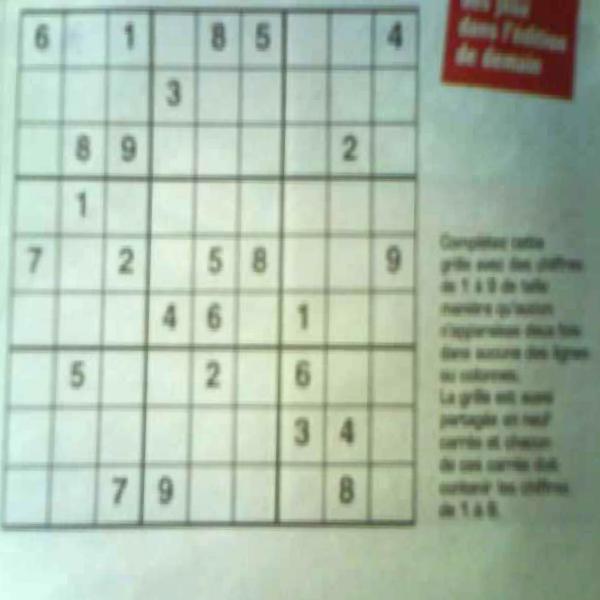 6 1 8 5 4
3
8 9 2
1
7 2 5 8 9
4 6 1
5 2 6
3 4
7 9 8
dans l'édition
de demain
Complétez cette
grille avec des chiffres
de 1 à 9 de telle
manière qu'aucun
n'apparaisse deux fois
dans aucune des lignes
ou colonnes.
La grille est aussi
partagée en neuf
carrés et chacun
de ces carrés doit
contenir les chiffres
de 1 à 9.